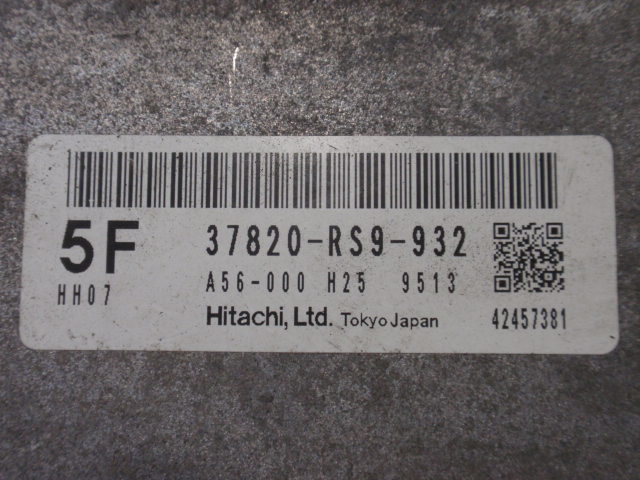 5F 37820-RS9-932
HH07 A56-000 H25 9513
Hitachi, Ltd. Tokyo Japan 42457381